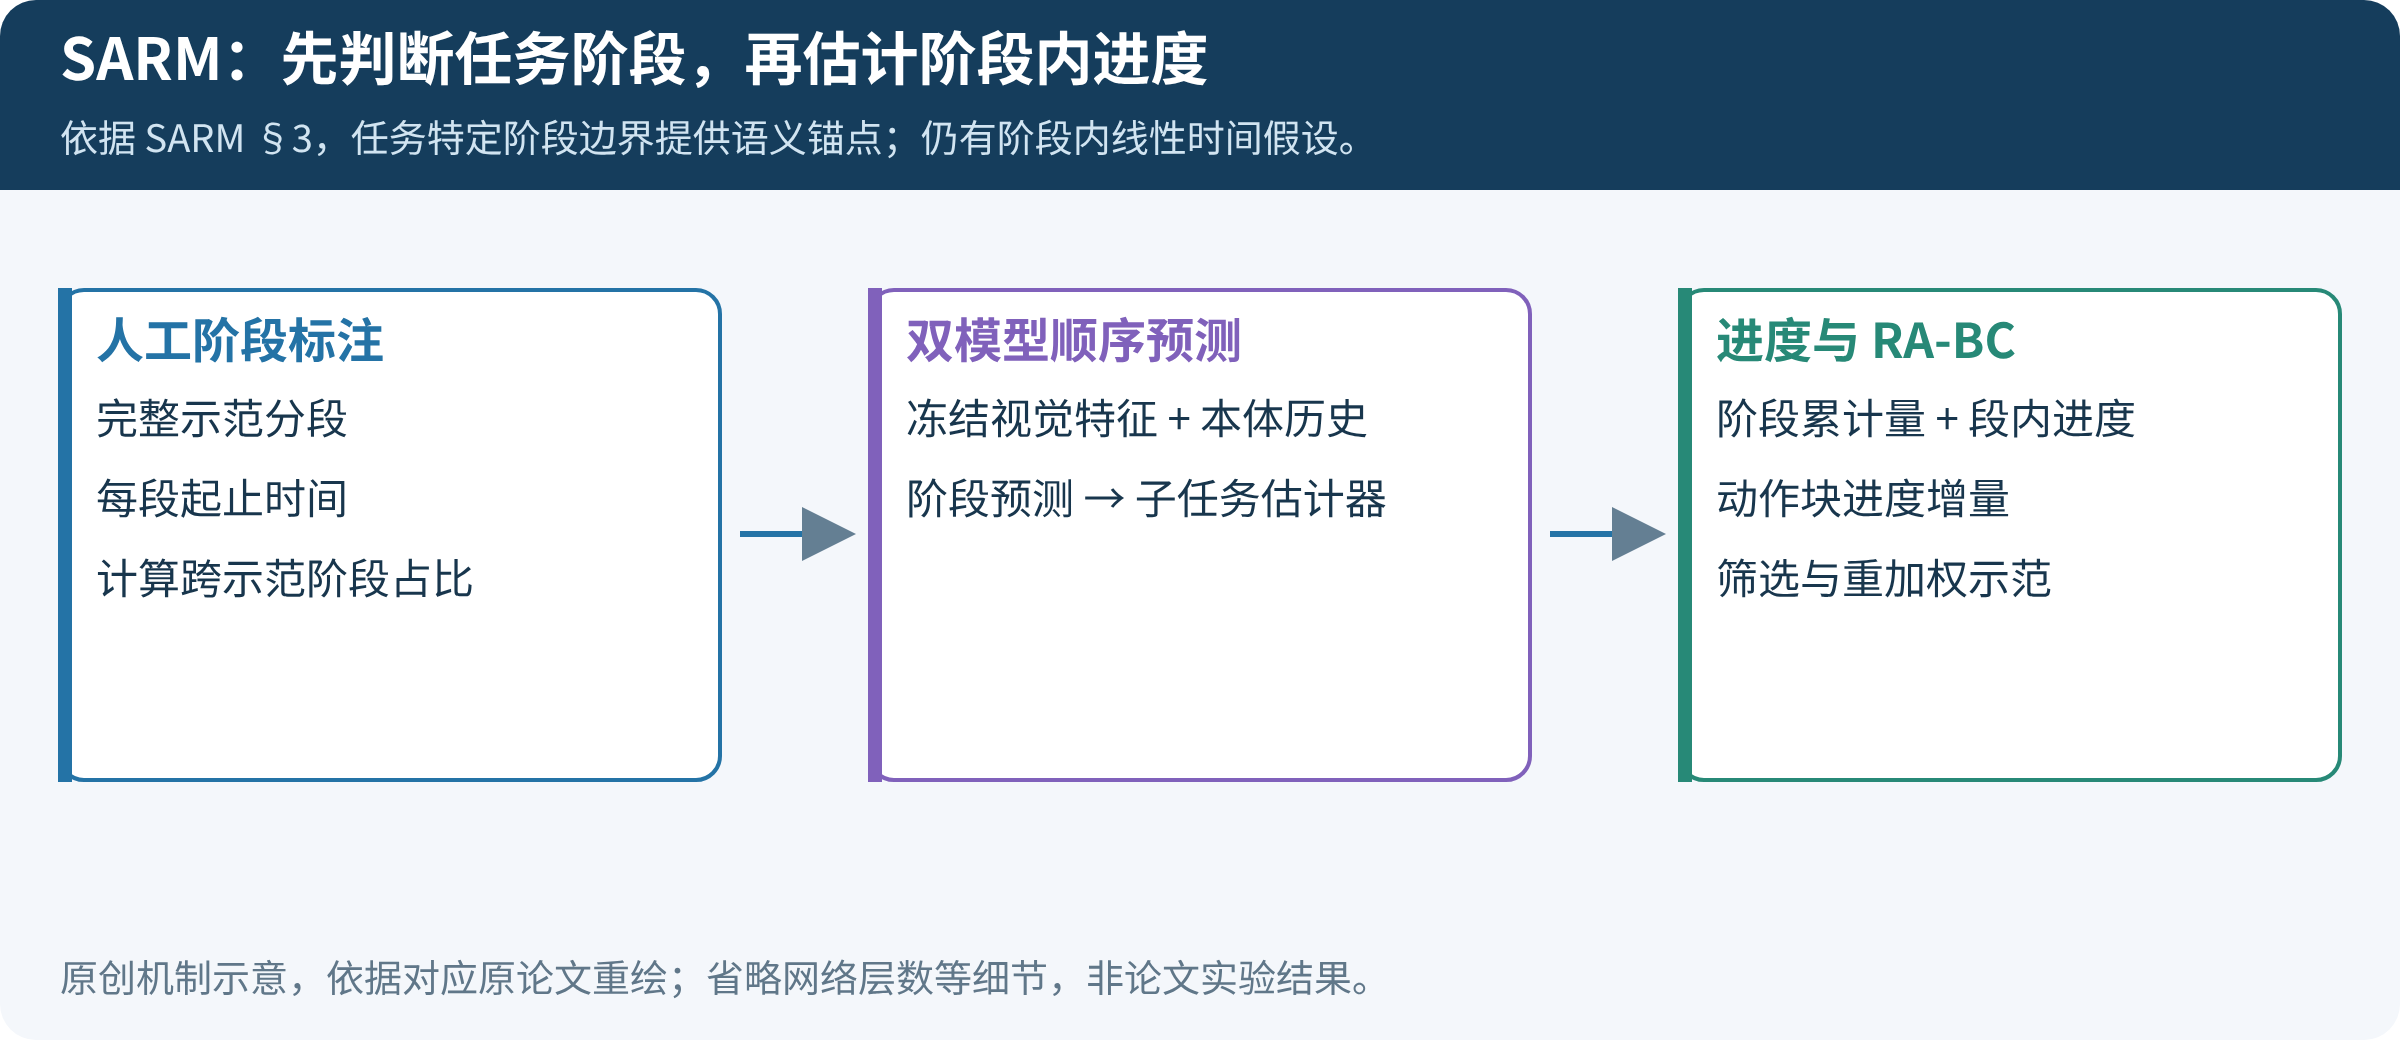 SARM：先判断任务阶段，再估计阶段内进度
依据 SARM §3，任务特定阶段边界提供语义锚点；仍有阶段内线性时间假设。
人工阶段标注
完整示范分段
每段起止时间
计算跨示范阶段占比
双模型顺序预测
冻结视觉特征 + 本体历史
阶段预测 → 子任务估计器
进度与 RA-BC
阶段累计量 + 段内进度
动作块进度增量
筛选与重加权示范
原创机制示意，依据对应原论文重绘；省略网络层数等细节，非论文实验结果。